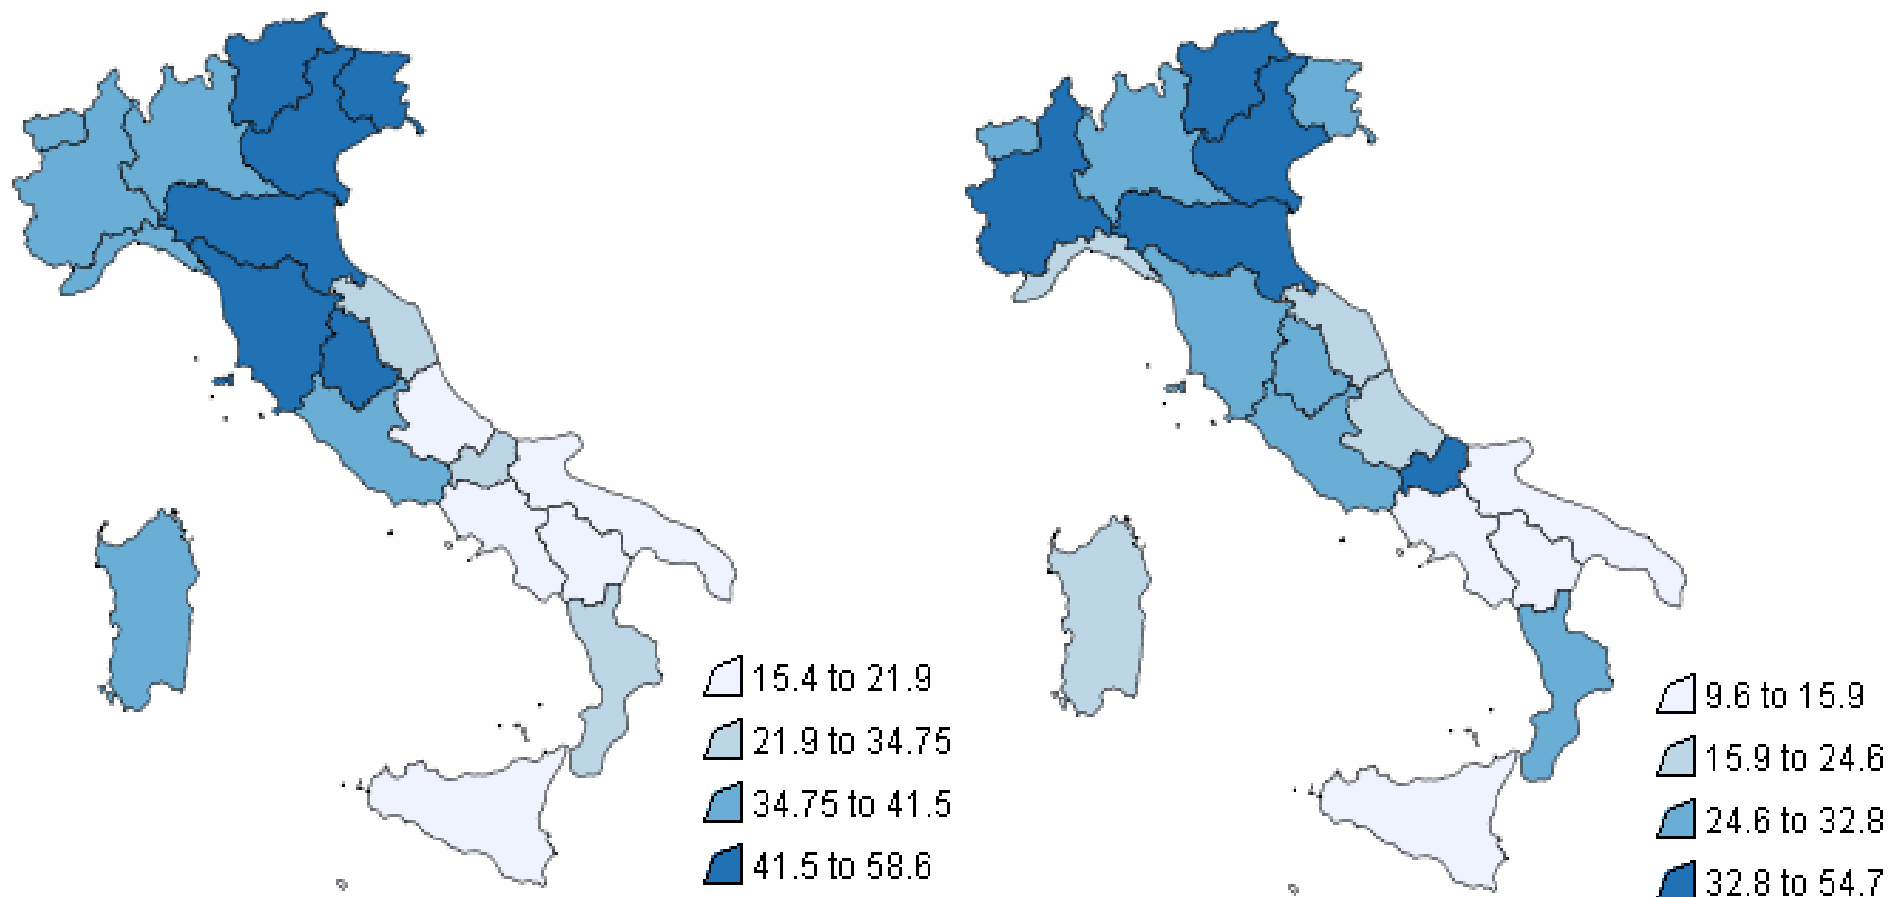 15.4 to 21.9
21.9 to 34.75
34.75 to 41.5
41.5 to 58.6
9.6 to 15.9
15.9 to 24.6
24.6 to 32.8
32.8 to 54.7